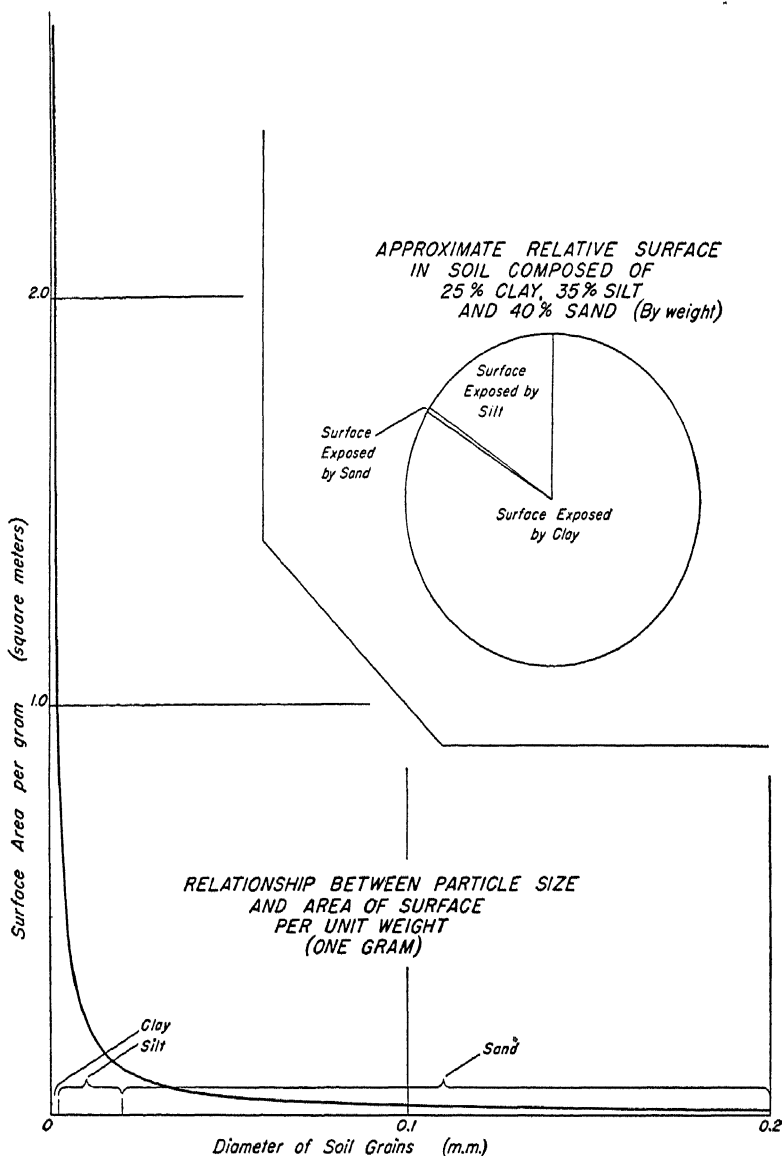 APPROXIMATE RELATIVE SURFACE
IN SOIL COMPOSED OF
25% CLAY, 35% SILT
AND 40% SAND (By weight)
Surface
Exposed by
Silt
Surface
Exposed
by Sand
Surface Exposed
by Clay
2.0
1.0
Surface Area per gram (square meters)
RELATIONSHIP BETWEEN PARTICLE SIZE
AND AREA OF SURFACE
PER UNIT WEIGHT
(ONE GRAM)
Clay
Silt
Sand
0
0.1
0.2
Diameter of Soil Grains (m.m.)